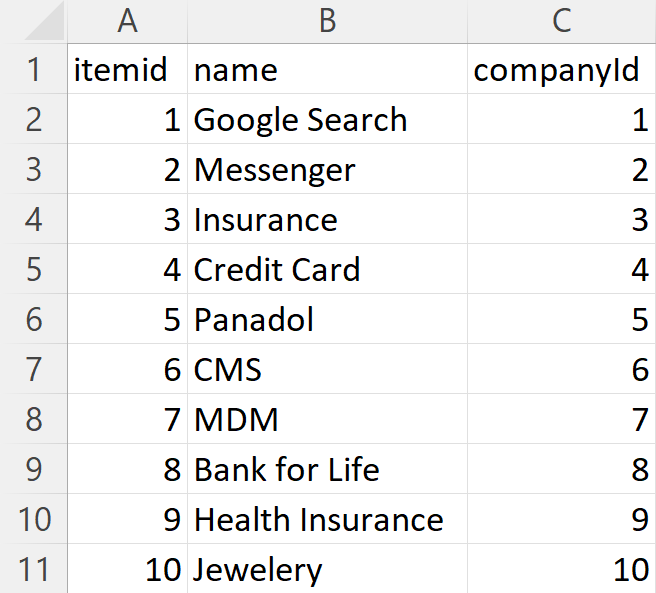 A B C
1 itemid name companyId
2 1 Google Search 1
3 2 Messenger 2
4 3 Insurance 3
5 4 Credit Card 4
6 5 Panadol 5
7 6 CMS 6
8 7 MDM 7
9 8 Bank for Life 8
10 9 Health Insurance 9
11 10 Jewelery 10